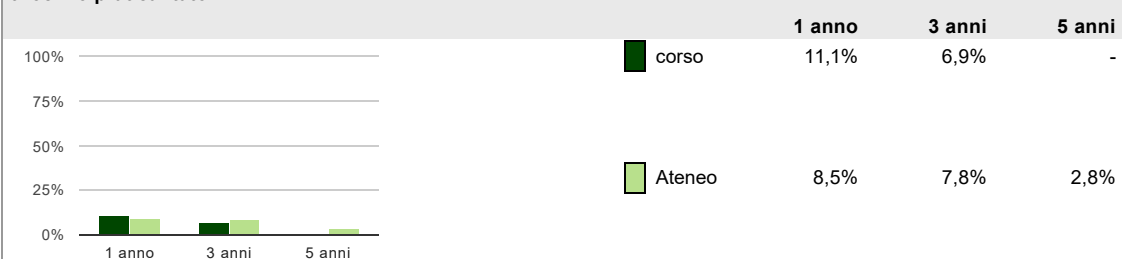 1 anno 3 anni 5 anni
100%
75%
50%
25%
0%
1 anno 3 anni 5 anni
corso 11,1% 6,9% -
Ateneo 8,5% 7,8% 2,8%